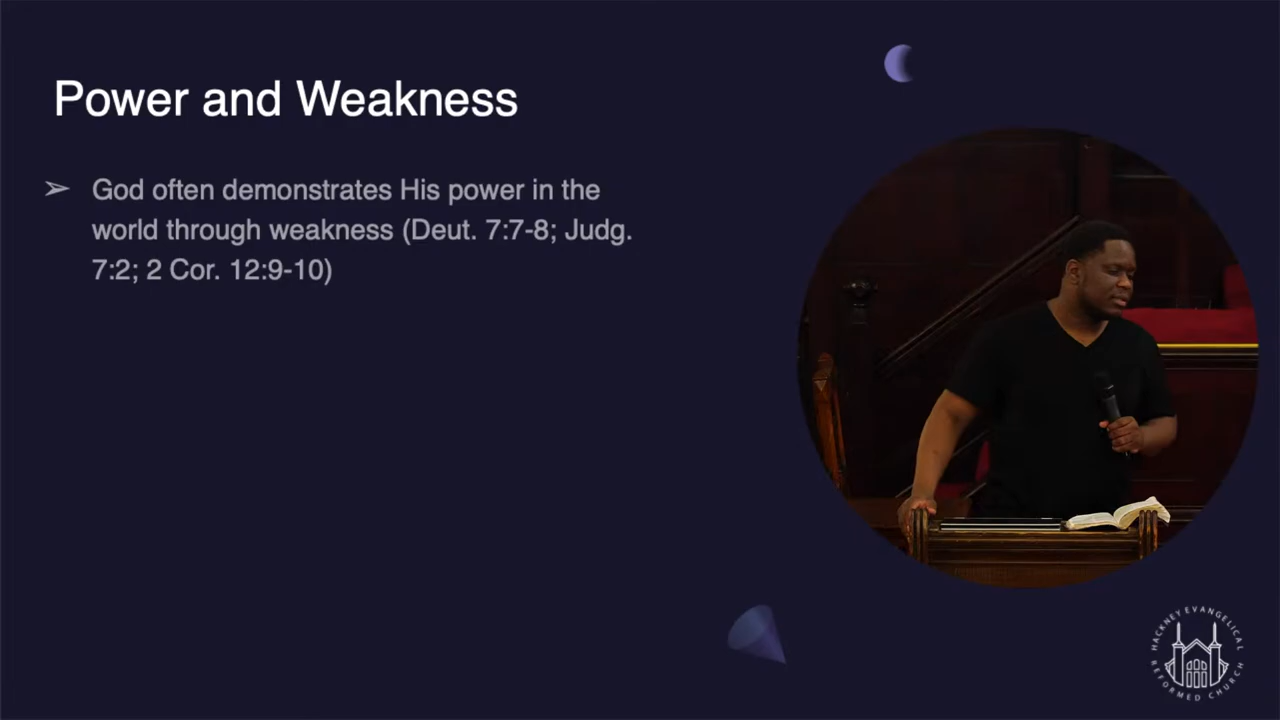 Power and Weakness
➢ God often demonstrates His power in the
world through weakness (Deut. 7:7-8; Judg.
7:2; 2 Cor. 12:9-10)
HACKNEY EVANGELICAL
REFORMED CHURCH